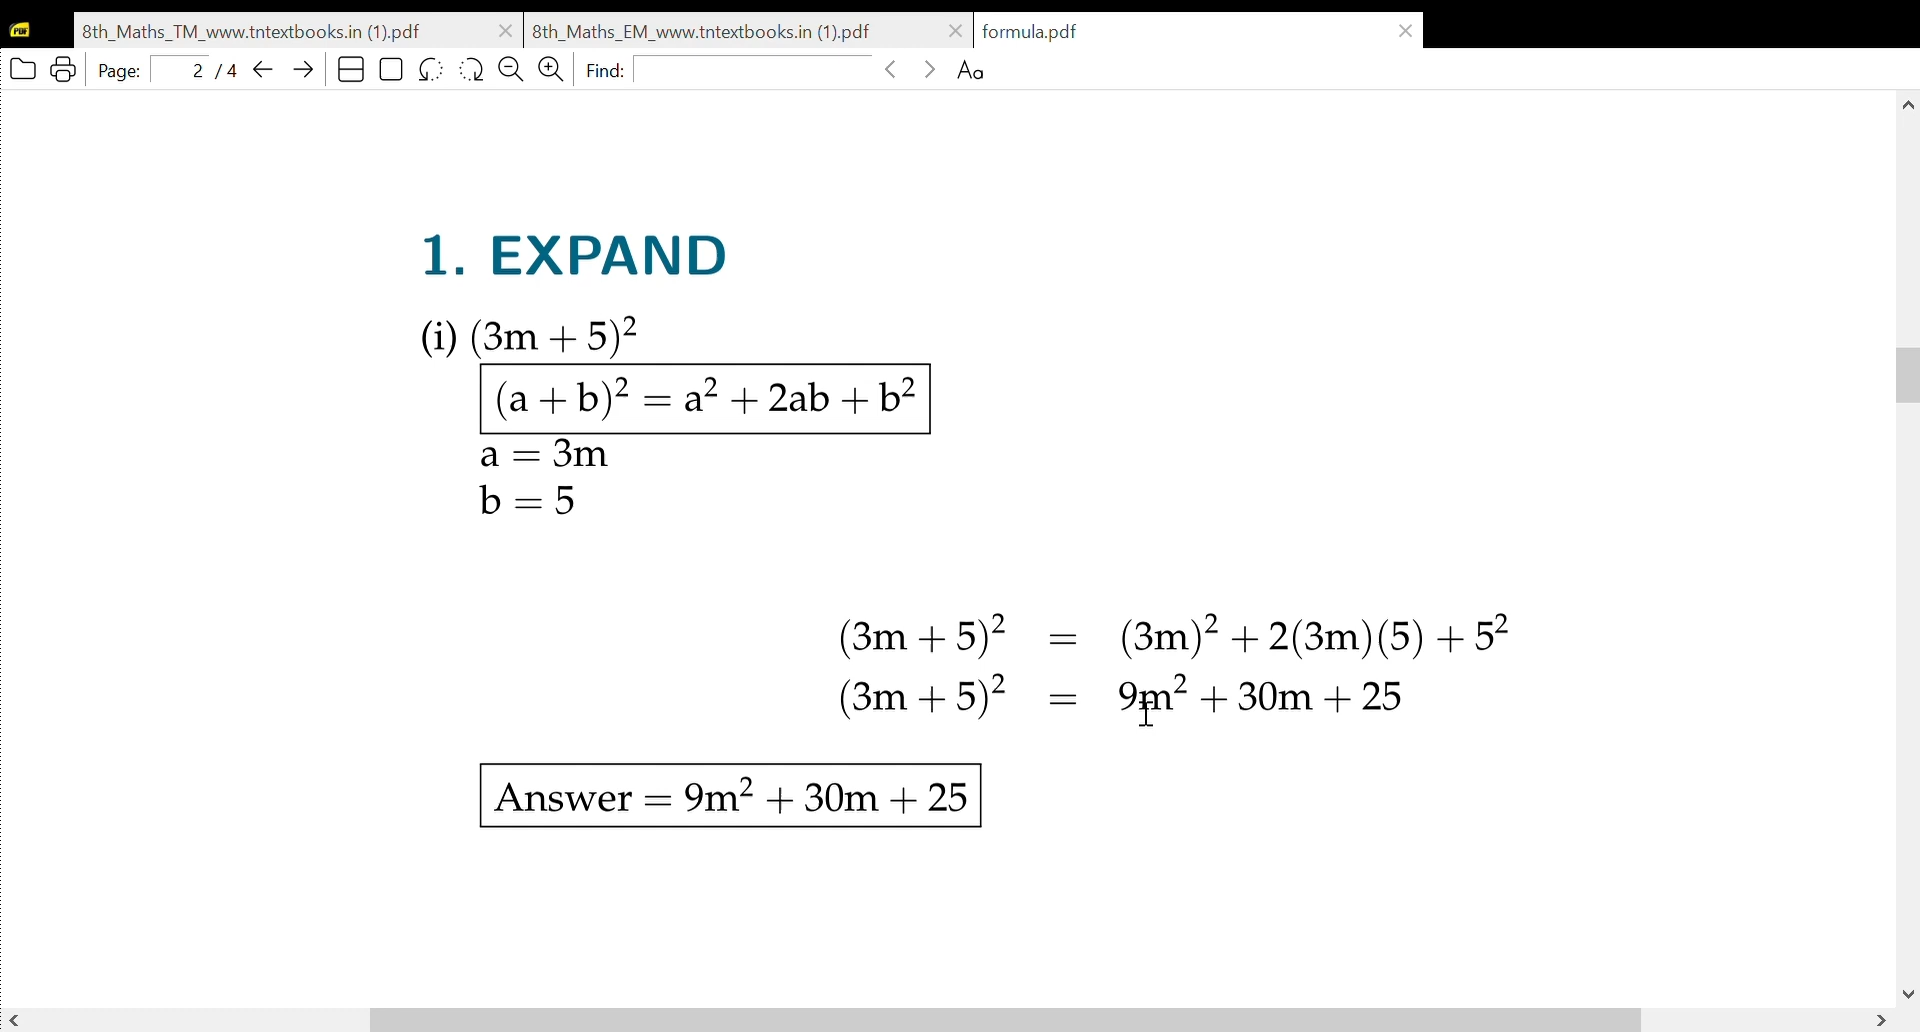 8th_Maths_TM_www.tntextbooks.in (1).pdf 8th_Maths_EM_www.tntextbooks.in (1).pdf formula.pdf
Page: 2 / 4 Find: Aa
1. EXPAND
(i) (3m + 5)²
(a + b)² = a² + 2ab + b²
a = 3m
b = 5
(3m + 5)² = (3m)² + 2(3m)(5) + 5²
(3m + 5)² = 9m² + 30m + 25
Answer = 9m² + 30m + 25